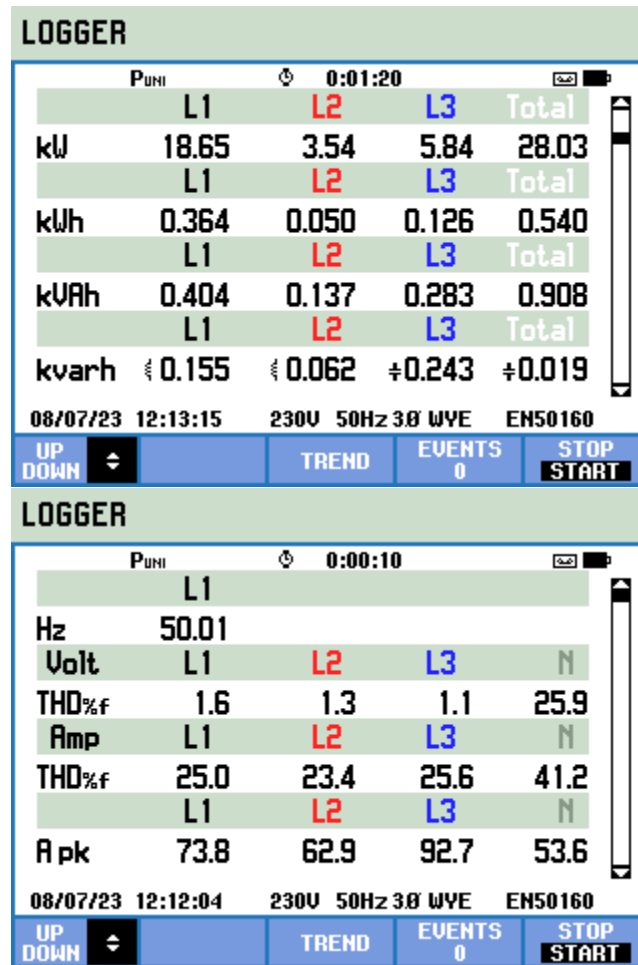 LOGGER
PUNI 0:01:20
L1 L2 L3 Total
kW 18.65 3.54 5.84 28.03
L1 L2 L3 Total
kWh 0.364 0.050 0.126 0.540
L1 L2 L3 Total
kVAh 0.404 0.137 0.283 0.908
L1 L2 L3 Total
kvarh 0.155 0.062 0.243 0.019
08/07/23 12:13:15 230V 50Hz 3Ø WYE EN50160
UP DOWN TREND EVENTS 0 STOP START
LOGGER
PUNI 0:00:10
L1
Hz 50.01
Volt L1 L2 L3 N
THD%f 1.6 1.3 1.1 25.9
Amp L1 L2 L3 N
THD%f 25.0 23.4 25.6 41.2
L1 L2 L3 N
A pk 73.8 62.9 92.7 53.6
08/07/23 12:12:04 230V 50Hz 3Ø WYE EN50160
UP DOWN TREND EVENTS 0 STOP START